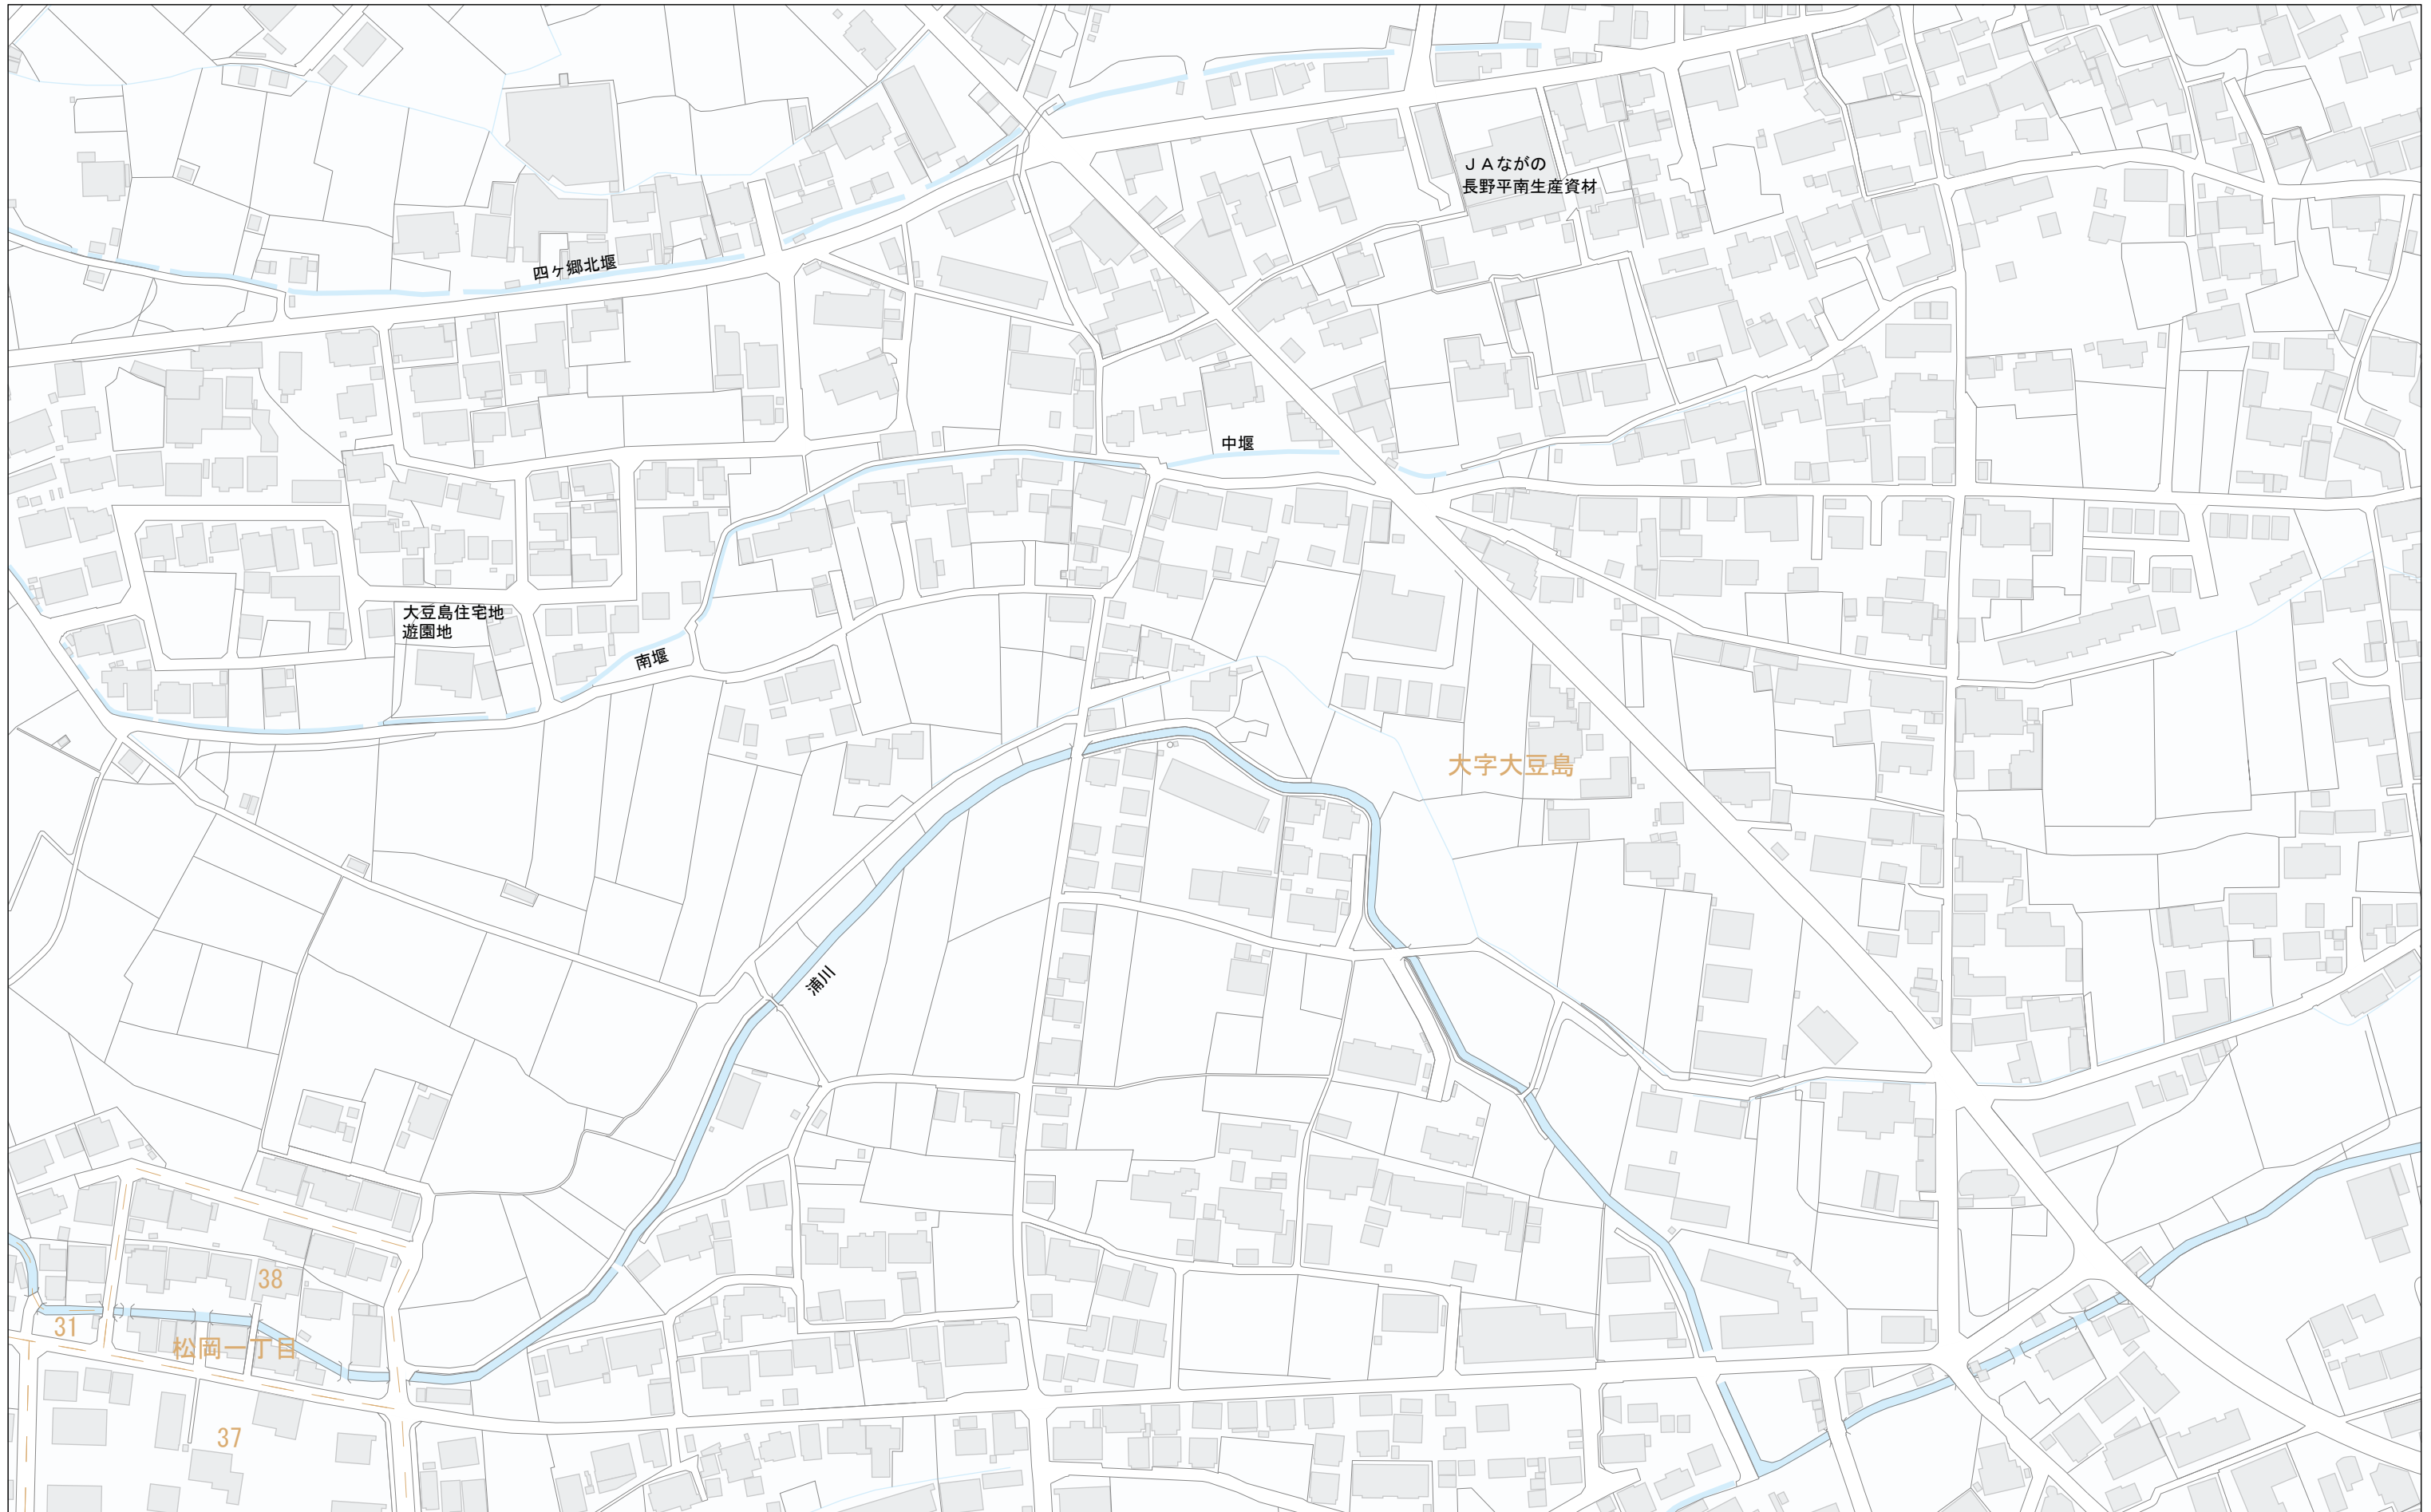 ＪＡながの
長野平南生産資材
四ヶ郷北堰
中堰
大豆島住宅地
遊園地
南堰
大字大豆島
浦川
38
31
松岡一丁目
37